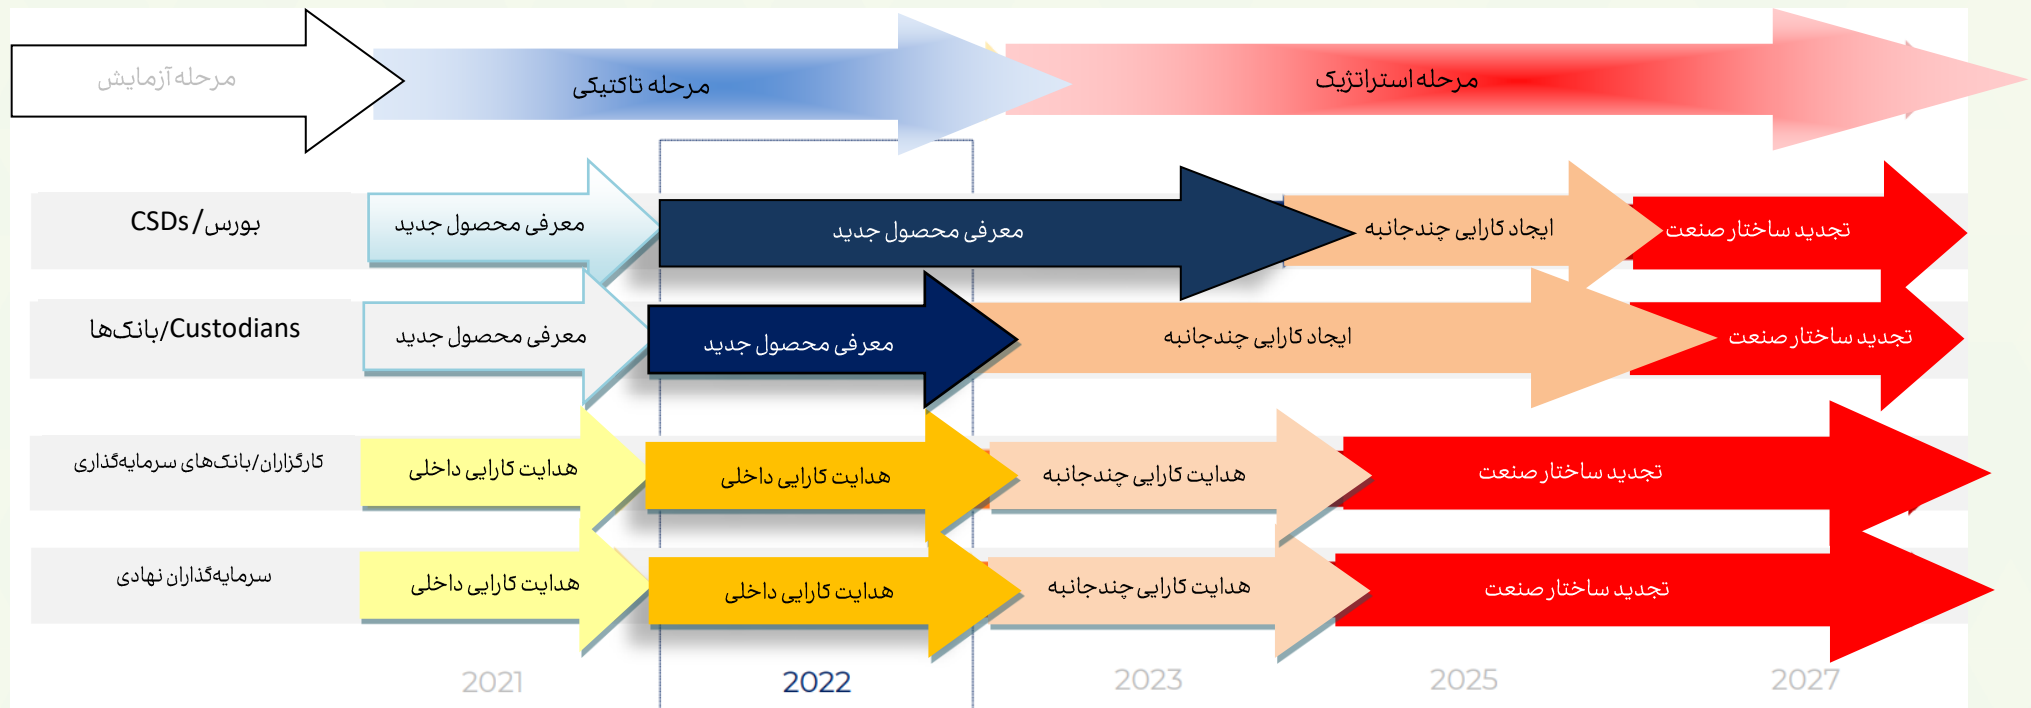 مرحله آزمایش
مرحله تاکتیکی
مرحله استراتژیک
بورس/CSDs
معرفی محصول جدید
معرفی محصول جدید
ایجاد کارایی چندجانبه
تجدید ساختار صنعت
Custodians/بانک‌ها
معرفی محصول جدید
معرفی محصول جدید
ایجاد کارایی چندجانبه
تجدید ساختار صنعت
کارگزاران/بانک‌های سرمایه‌گذاری
هدایت کارایی داخلی
هدایت کارایی داخلی
هدایت کارایی چندجانبه
تجدید ساختار صنعت
سرمایه‌گذاران نهادی
هدایت کارایی داخلی
هدایت کارایی داخلی
هدایت کارایی چندجانبه
تجدید ساختار صنعت
2021
2022
2023
2025
2027